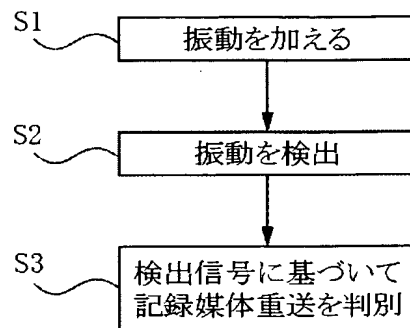 S1
振動を加える
S2
振動を検出
S3
検出信号に基づいて
記録媒体重送を判別